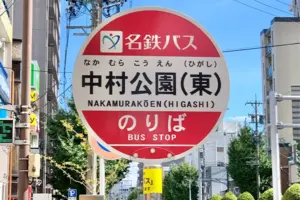 名鉄バス
なか むら こう えん (ひがし)
中村公園(東)
NAKAMURAKŌEN(HIGASHI)
のりば
BUS STOP